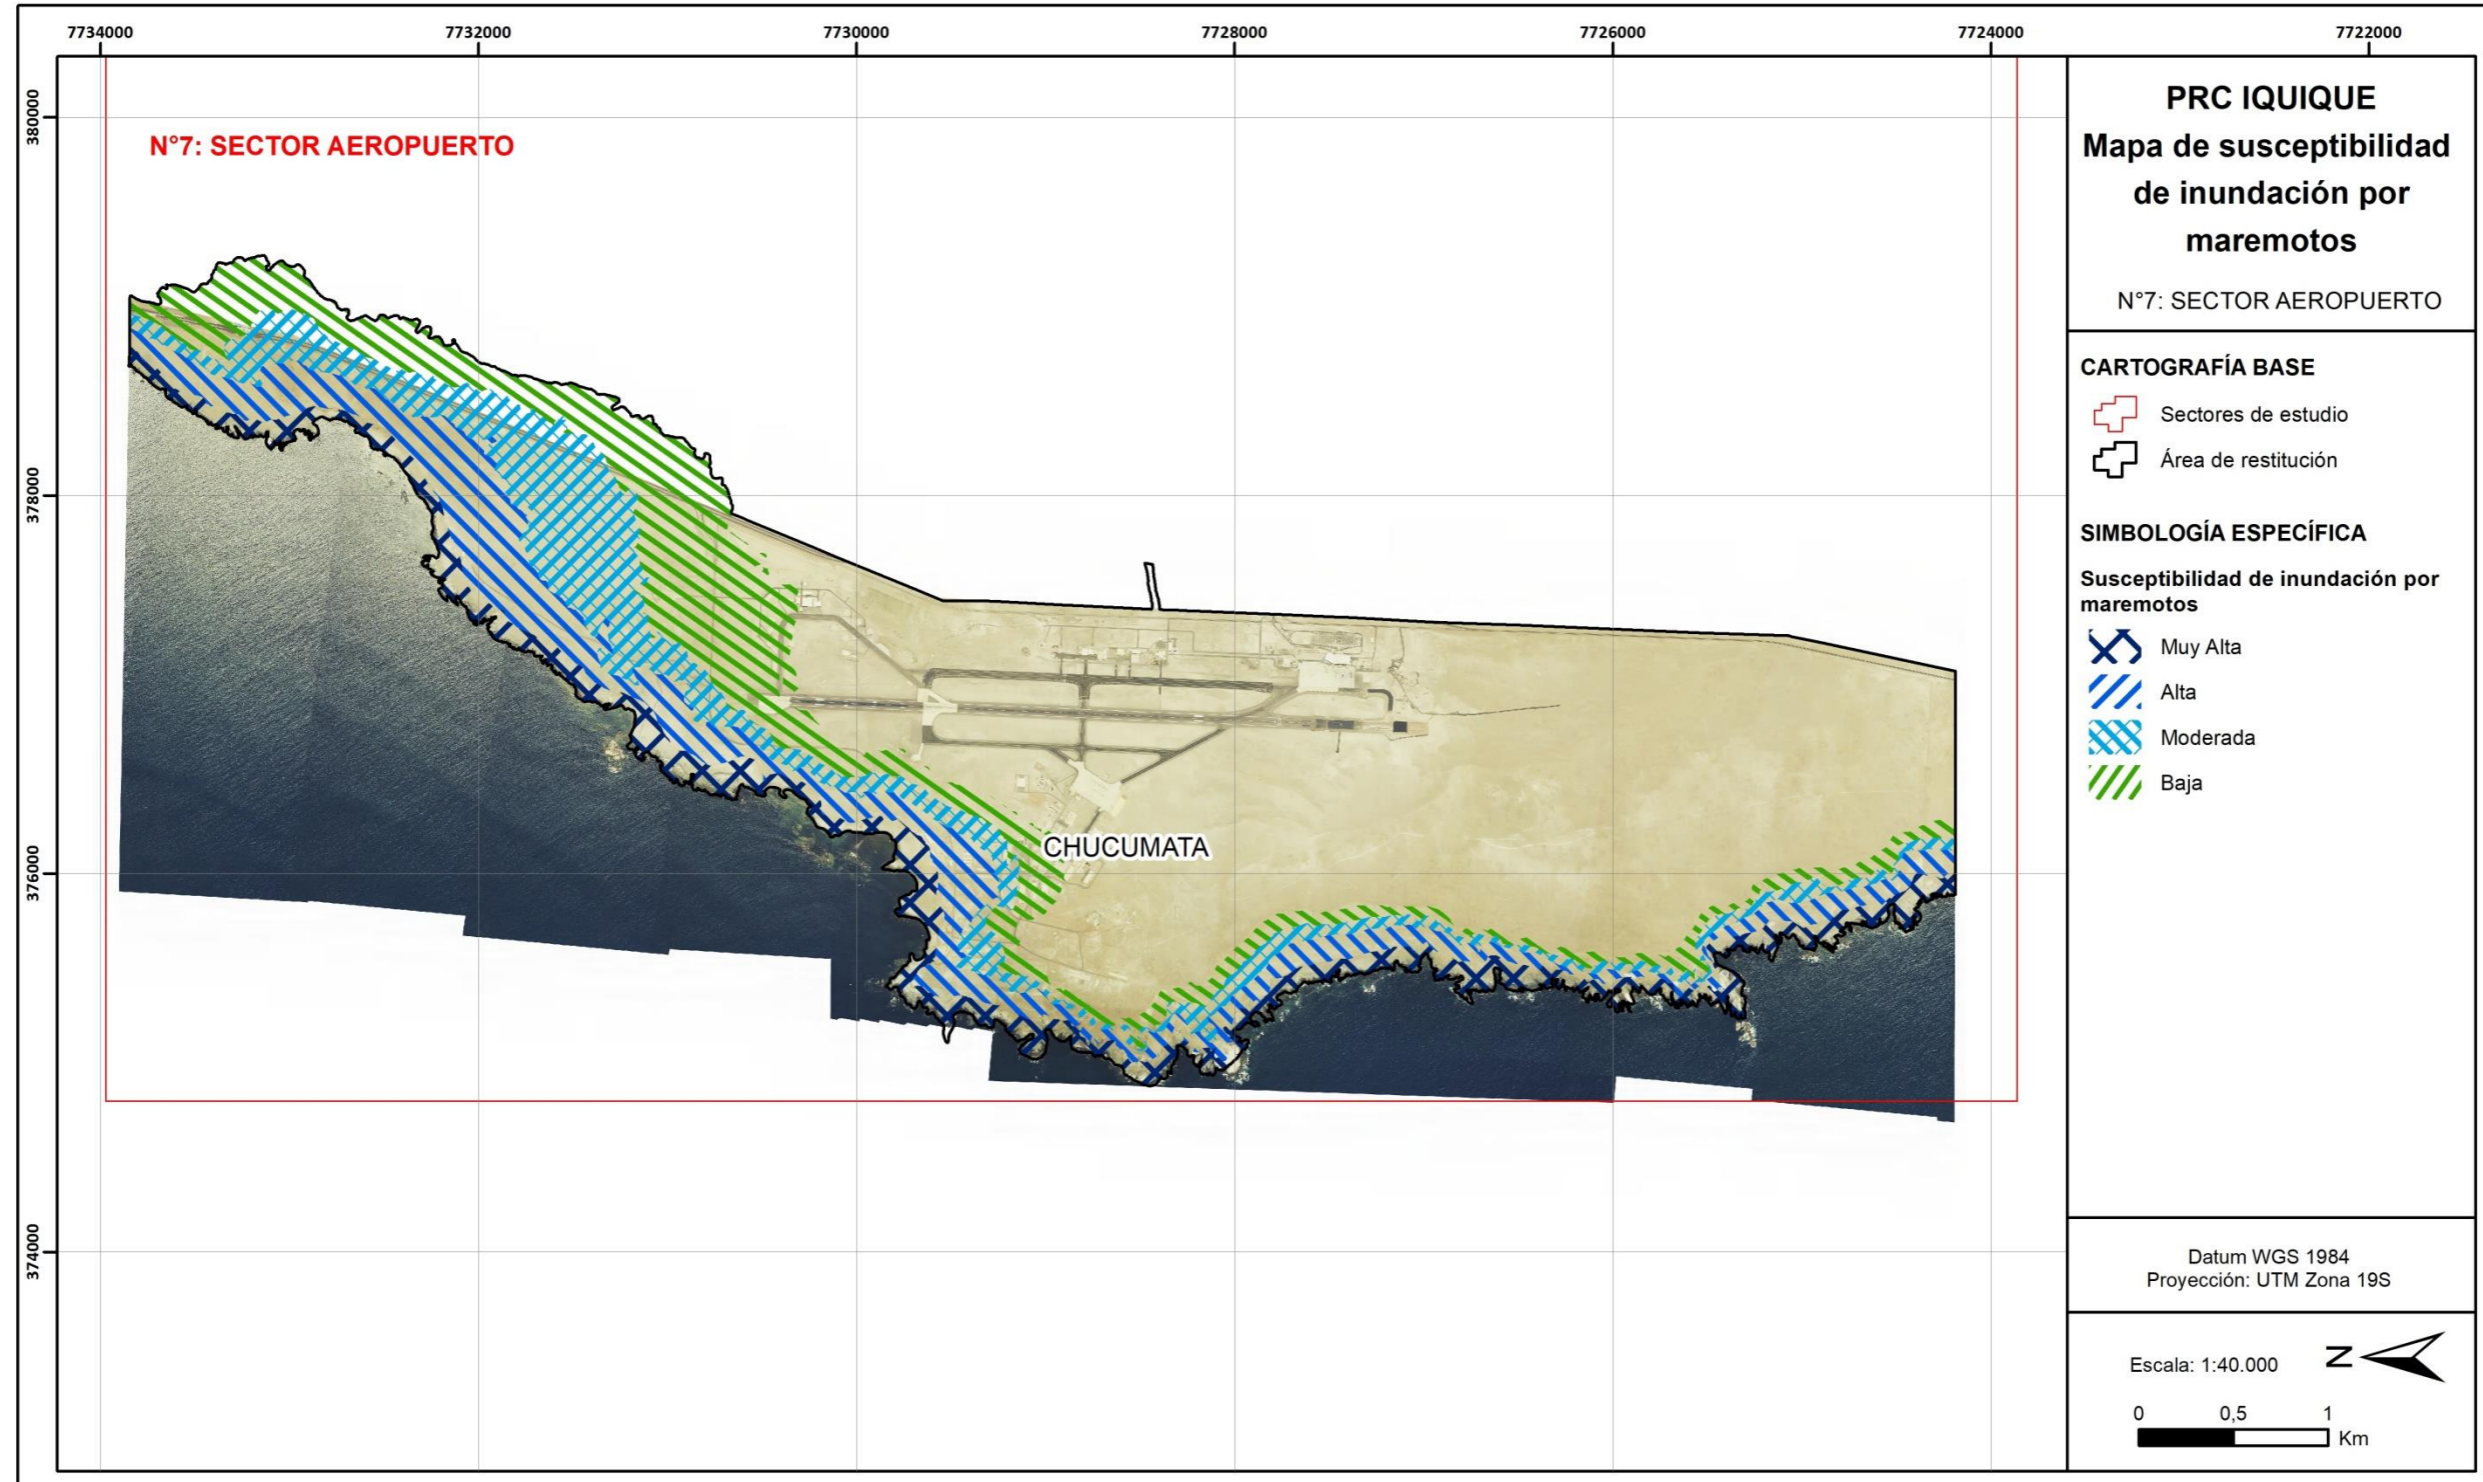 7734000 7732000 7730000 7728000 7726000 7724000 7722000
380000
378000
376000
374000
N°7: SECTOR AEROPUERTO
CHUCUMATA
PRC IQUIQUE
Mapa de susceptibilidad
de inundación por
maremotos
N°7: SECTOR AEROPUERTO
CARTOGRAFÍA BASE
Sectores de estudio
Área de restitución
SIMBOLOGÍA ESPECÍFICA
Susceptibilidad de inundación por
maremotos
Muy Alta
Alta
Moderada
Baja
Datum WGS 1984
Proyección: UTM Zona 19S
Escala: 1:40.000
N
0 0,5 1
Km